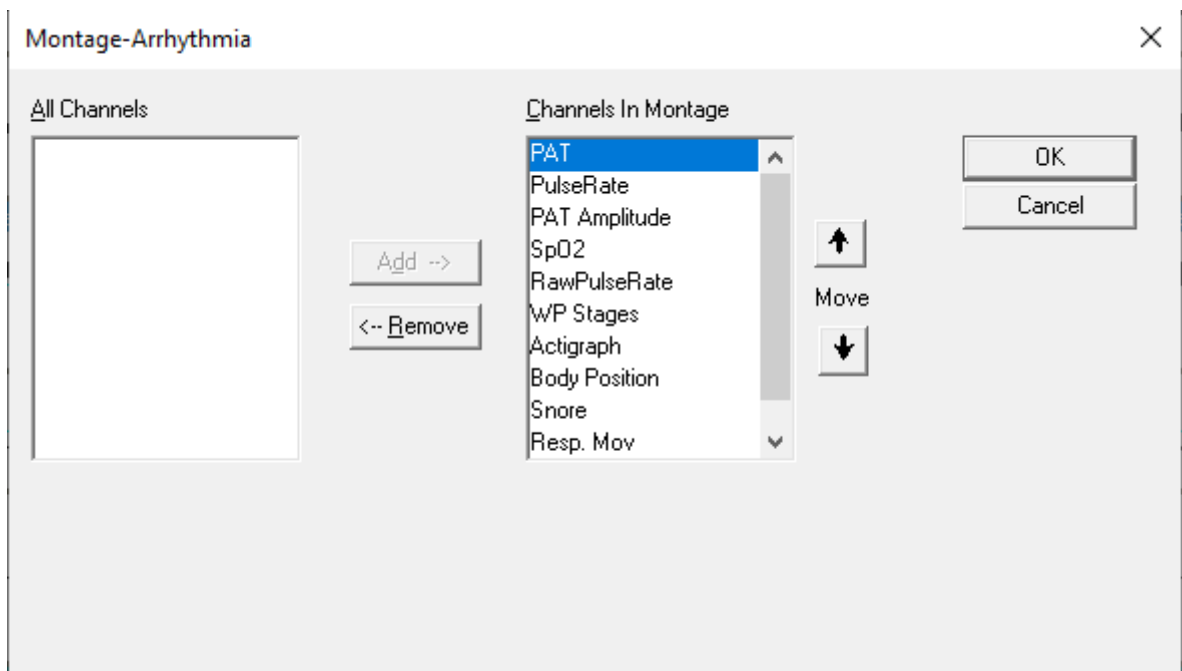 Montage-Arrhythmia
All Channels
Channels In Montage
PAT
PulseRate
PAT Amplitude
SpO2
RawPulseRate
WP Stages
Actigraph
Body Position
Snore
Resp. Mov
Add -->
<-- Remove
Move
OK
Cancel